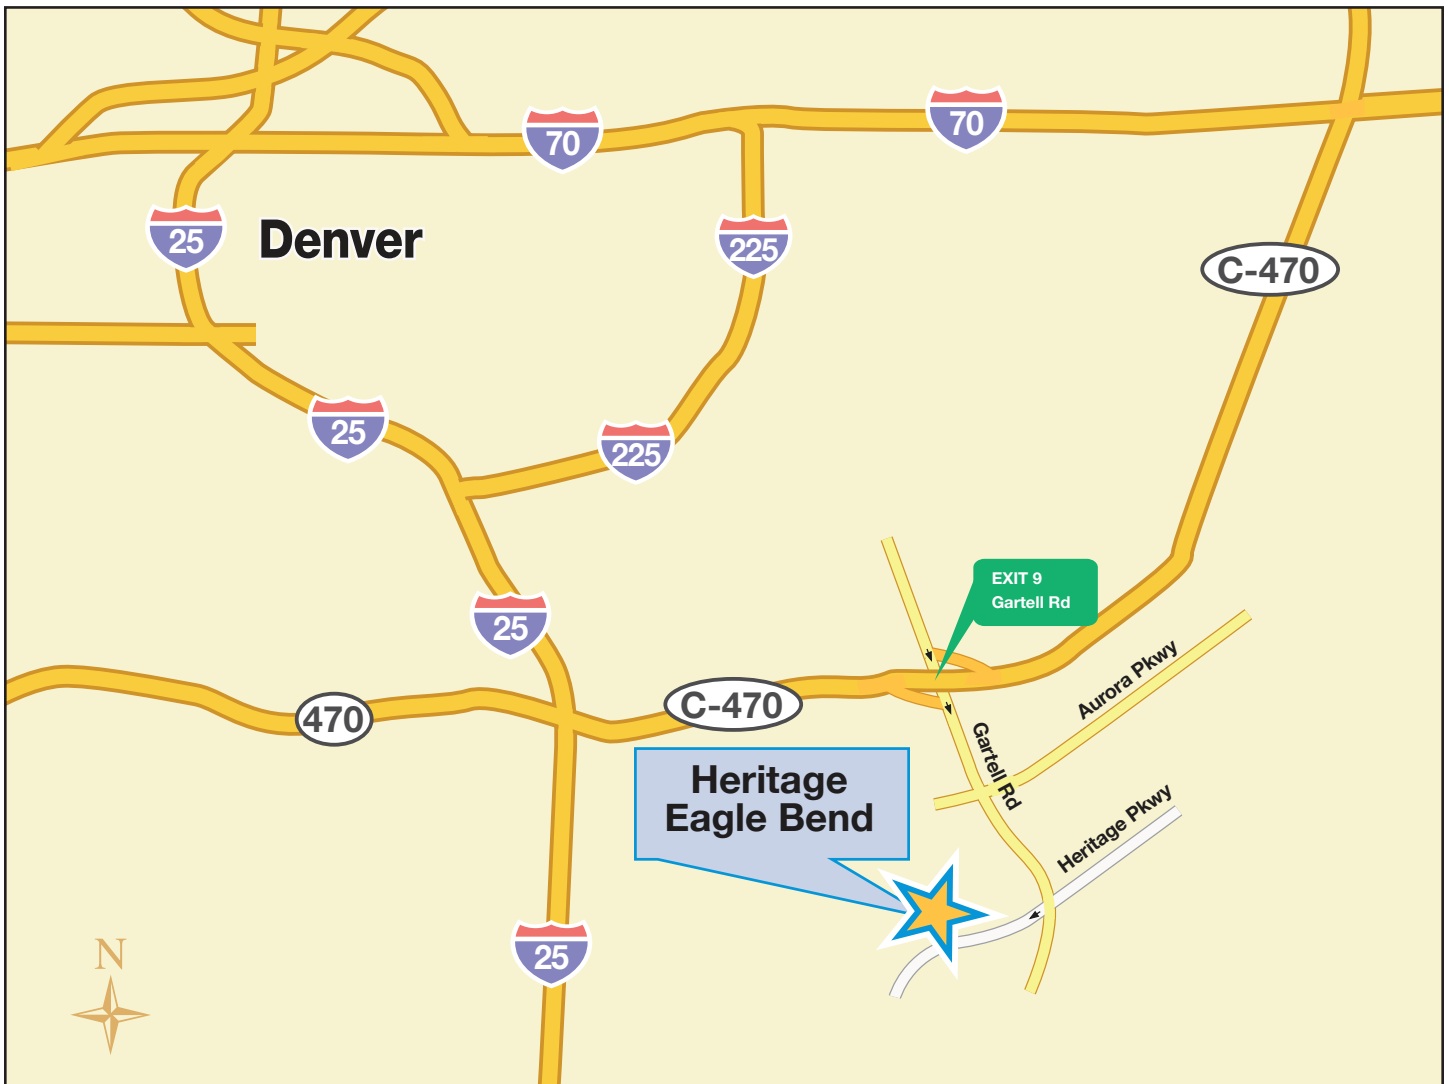 70
70
25
Denver
225
C-470
25
225
EXIT 9
Gartell Rd
25
Aurora Pkwy
470
C-470
Gartell Rd
Heritage
Eagle Bend
Heritage Pkwy
25
N